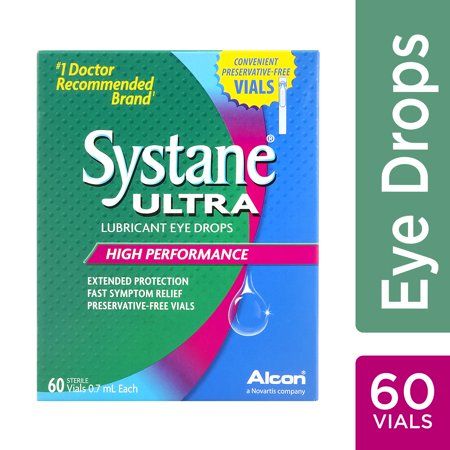 #1 Doctor
Recommended
Brand¹
CONVENIENT
PRESERVATIVE-FREE
VIALS
Systane®
ULTRA
LUBRICANT EYE DROPS
HIGH PERFORMANCE
EXTENDED PROTECTION
FAST SYMPTOM RELIEF
PRESERVATIVE-FREE VIALS
60 STERILE
Vials 0.7 mL Each
Alcon®
a Novartis company
Eye Drops
60
VIALS